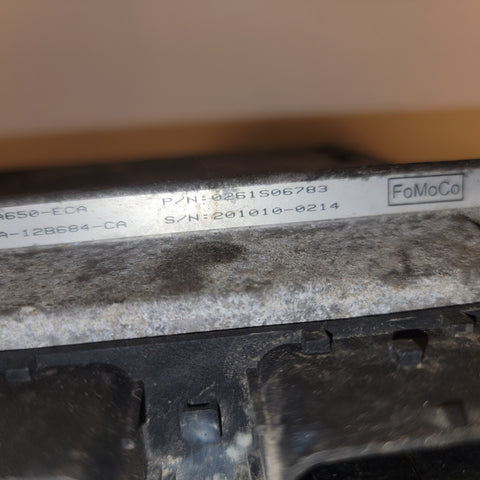 A650-ECA P/N:0261S06783
A-12B684-CA S/N:201010-0214
FoMoCo